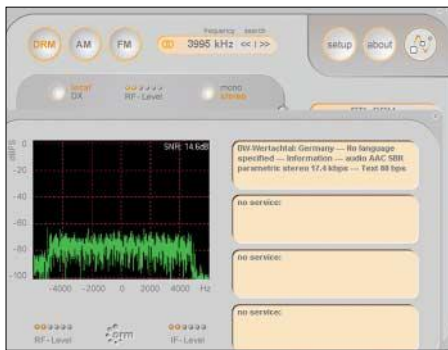 frequency search
DRM AM FM 3995 kHz << | >> setup about
local mono
DX RF-Level stereo
dBFS
0 SNR: 14.6dB
-20
-40
-60
-80
-100
-4000 -2000 0 2000 4000 Hz
BW-Wertachtal: Germany --- No language
specified --- Information --- audio AAC SBR
parametric stereo 17.4 kbps --- Text 80 bps
no service:
no service:
no service:
RF-Level drm IF-Level